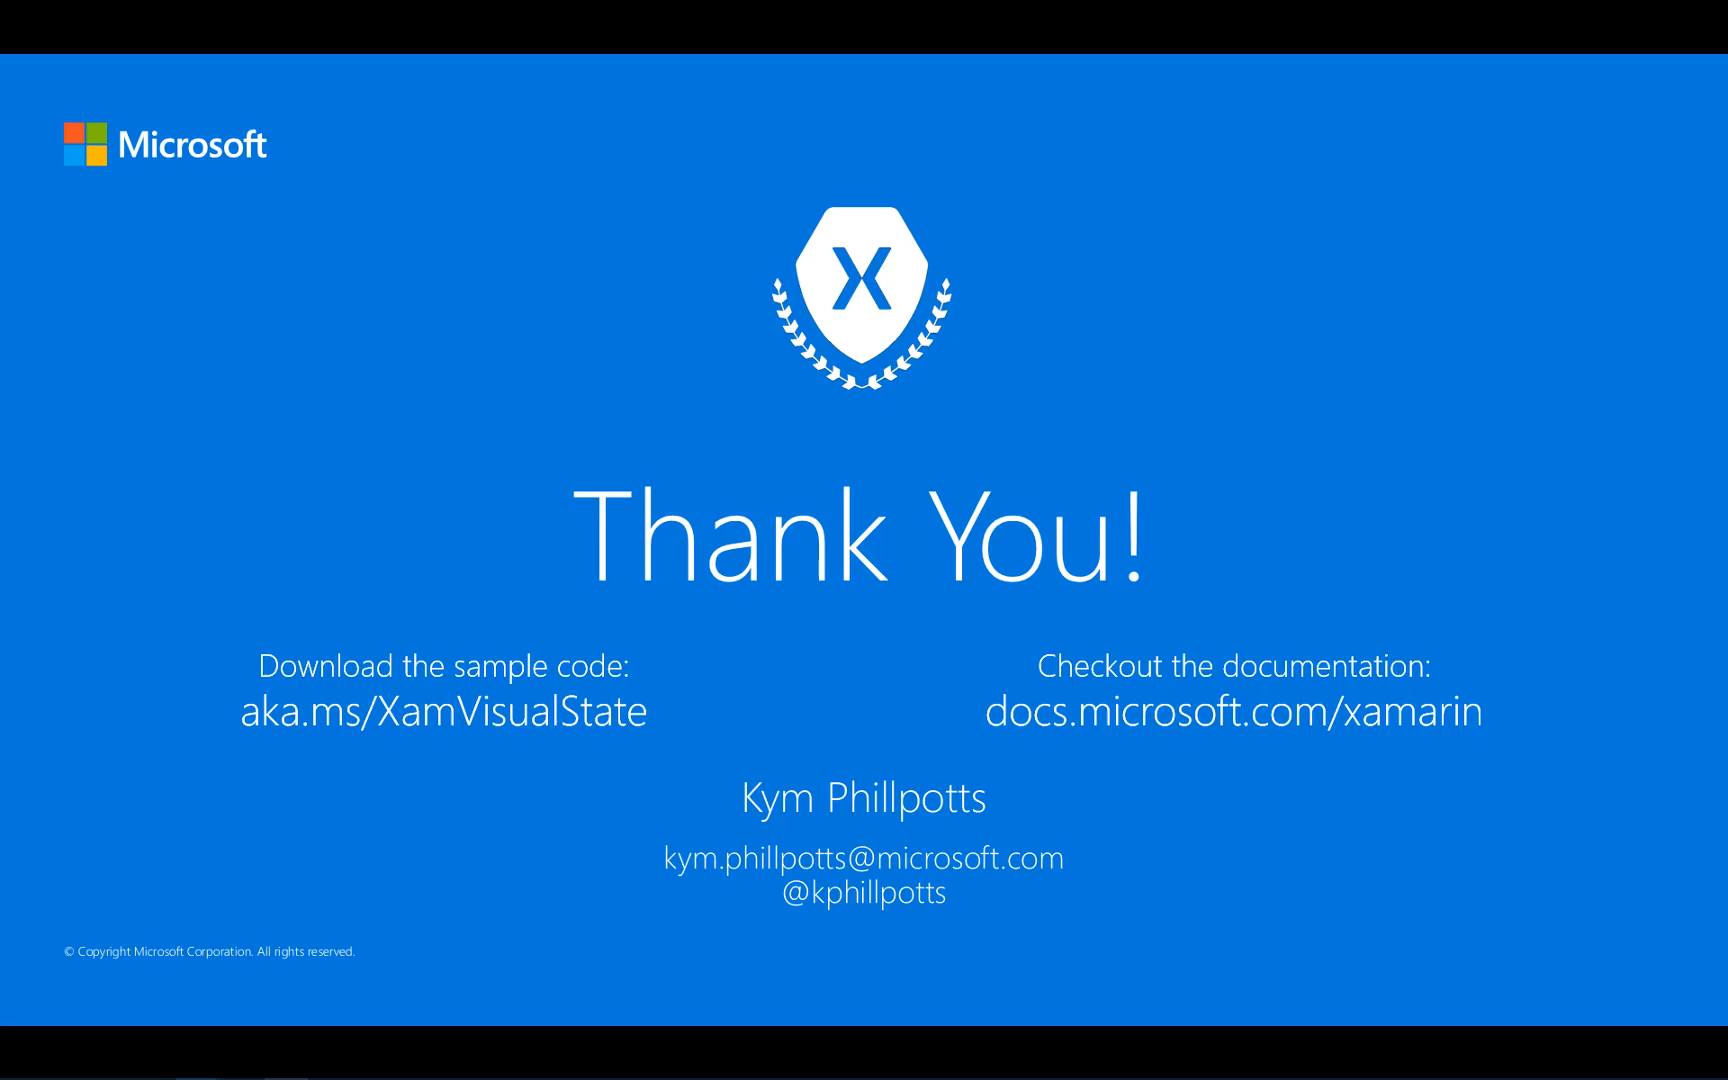 Microsoft
X
Thank You!
Download the sample code:
aka.ms/XamVisualState
Checkout the documentation:
docs.microsoft.com/xamarin
Kym Phillpotts
kym.phillpotts@microsoft.com
@kphillpotts
© Copyright Microsoft Corporation. All rights reserved.